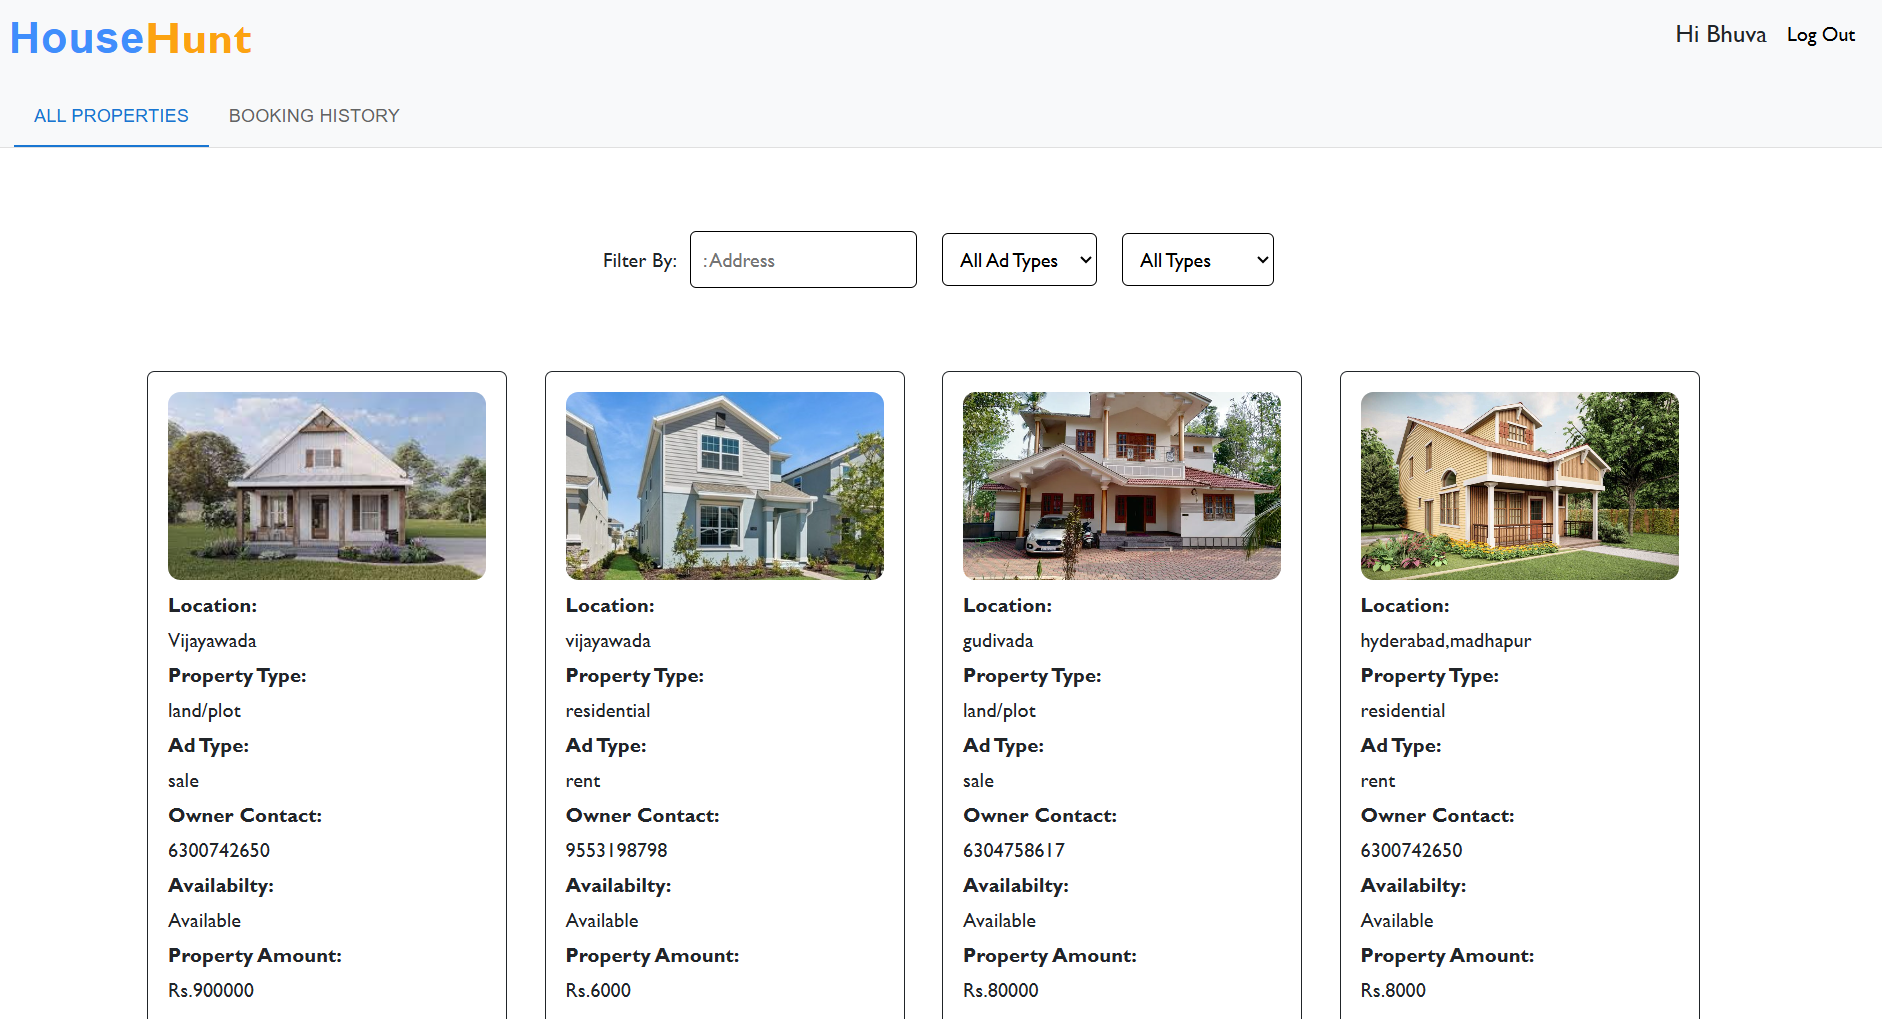 HouseHunt
Hi Bhuva Log Out
ALL PROPERTIES BOOKING HISTORY
Filter By: :Address All Ad Types All Types
Location:
Vijayawada
Property Type:
land/plot
Ad Type:
sale
Owner Contact:
6300742650
Availabilty:
Available
Property Amount:
Rs.900000
Location:
vijayawada
Property Type:
residential
Ad Type:
rent
Owner Contact:
9553198798
Availabilty:
Available
Property Amount:
Rs.6000
Location:
gudivada
Property Type:
land/plot
Ad Type:
sale
Owner Contact:
6304758617
Availabilty:
Available
Property Amount:
Rs.80000
Location:
hyderabad,madhapur
Property Type:
residential
Ad Type:
rent
Owner Contact:
6300742650
Availabilty:
Available
Property Amount:
Rs.8000